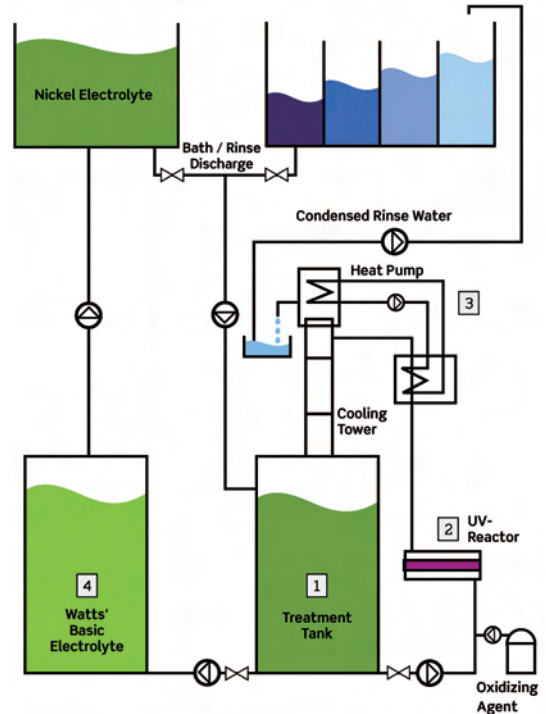 Nickel Electrolyte
Bath / Rinse
Discharge
Condensed Rinse Water
Heat Pump
3
Cooling
Tower
2
UV-
Reactor
4
Watts'
Basic
Electrolyte
1
Treatment
Tank
Oxidizing
Agent